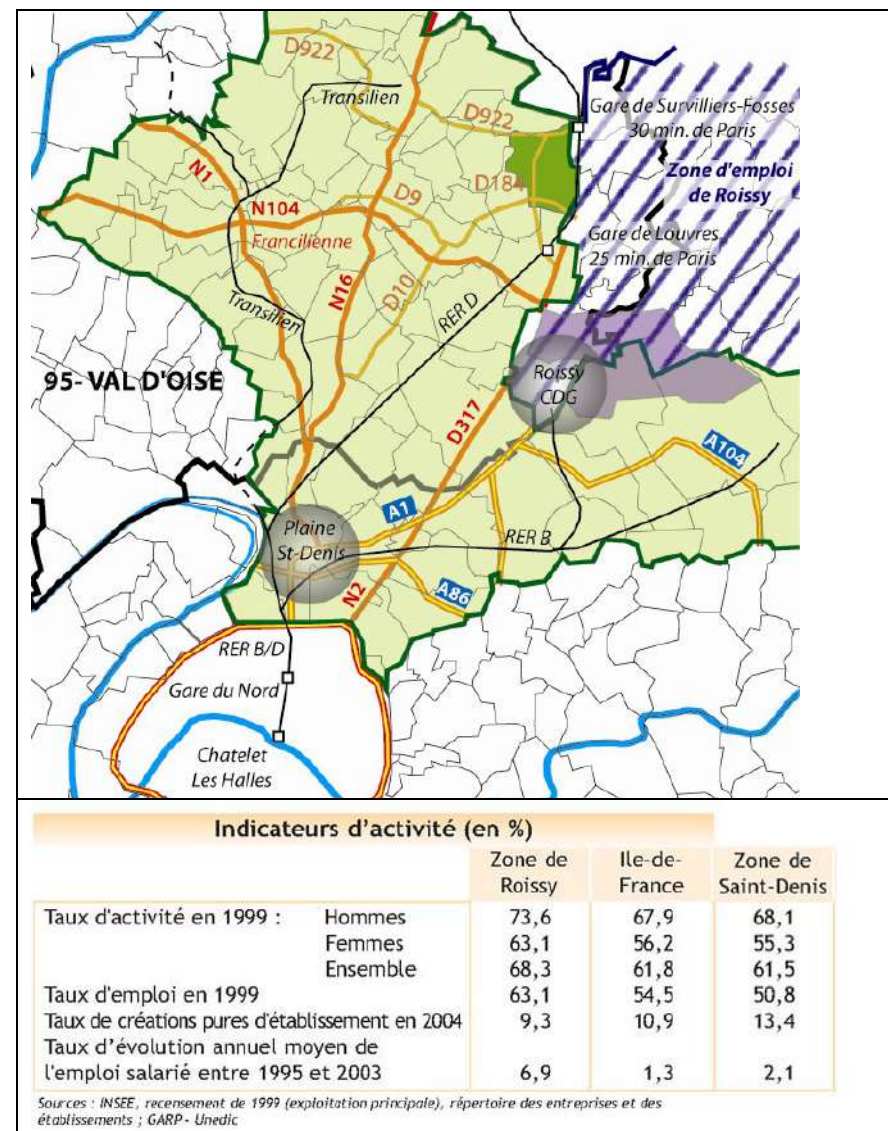 D922
Transilien
D922
Gare de Survilliers-Fosses
30 min. de Paris
Zone d'emploi
de Roissy
N1
D184
D9
N104
Francilienne
Gare de Louvres
25 min. de Paris
N16
D10
RER D
Transilien
95- VAL D'OISE
Roissy
CDG
D317
A104
A1
Plaine
St-Denis
RER B
N2
A86
RER B/D
Gare du Nord
Chatelet
Les Halles
Indicateurs d'activité (en %)
Zone de Roissy Ile-de-France Zone de Saint-Denis
Taux d'activité en 1999 : Hommes 73,6 67,9 68,1
Femmes 63,1 56,2 55,3
Ensemble 68,3 61,8 61,5
Taux d'emploi en 1999 63,1 54,5 50,8
Taux de créations pures d'établissement en 2004 9,3 10,9 13,4
Taux d'évolution annuel moyen de
l'emploi salarié entre 1995 et 2003 6,9 1,3 2,1
Sources : INSEE, recensement de 1999 (exploitation principale), répertoire des entreprises et des
établissements ; GARP - Unedic